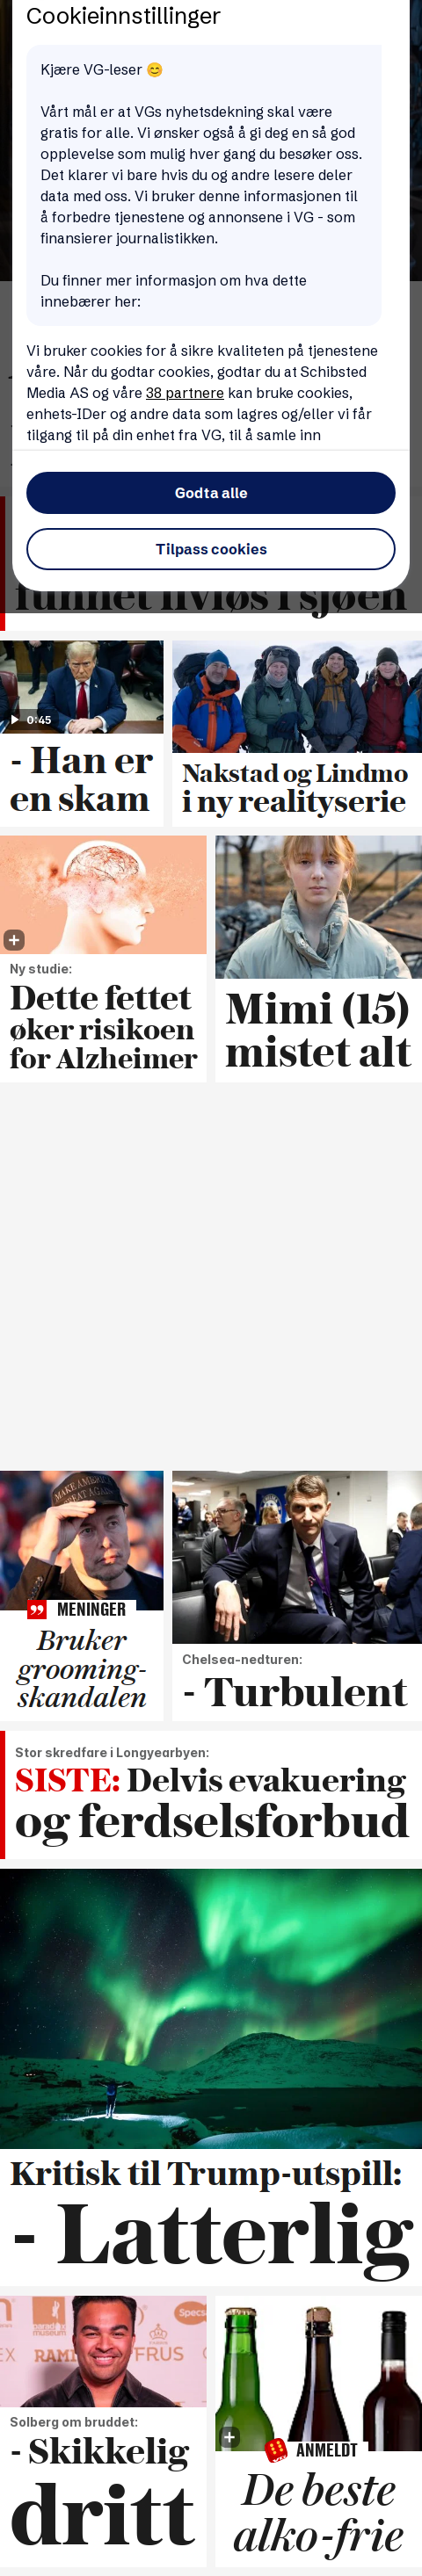 Cookieinnstillinger
Kjære VG-leser 😊
Vårt mål er at VGs nyhetsdekning skal være
gratis for alle. Vi ønsker også å gi deg en så god
opplevelse som mulig hver gang du besøker oss.
Det klarer vi bare hvis du og andre lesere deler
data med oss. Vi bruker denne informasjonen til
å forbedre tjenestene og annonsene i VG - som
finansierer journalistikken.
Du finner mer informasjon om hva dette
innebærer her:
Vi bruker cookies for å sikre kvaliteten på tjenestene
våre. Når du godtar cookies, godtar du at Schibsted
Media AS og våre 38 partnere kan bruke cookies,
enhets-IDer og andre data som lagres og/eller vi får
tilgang til på din enhet fra VG, til å samle inn
Godta alle
Tilpass cookies
funnet livløs i sjøen
0:45
- Han er
en skam
Nakstad og Lindmo
i ny realityserie
Ny studie:
Dette fettet
øker risikoen
for Alzheimer
Mimi (15)
mistet alt
MENINGER
Bruker
grooming-
skandalen
Chelsea-nedturen:
- Turbulent
Stor skredfare i Longyearbyen:
SISTE: Delvis evakuering
og ferdselsforbud
Kritisk til Trump-utspill:
- Latterlig
Solberg om bruddet:
- Skikkelig
dritt
ANMELDT
De beste
alko-frie